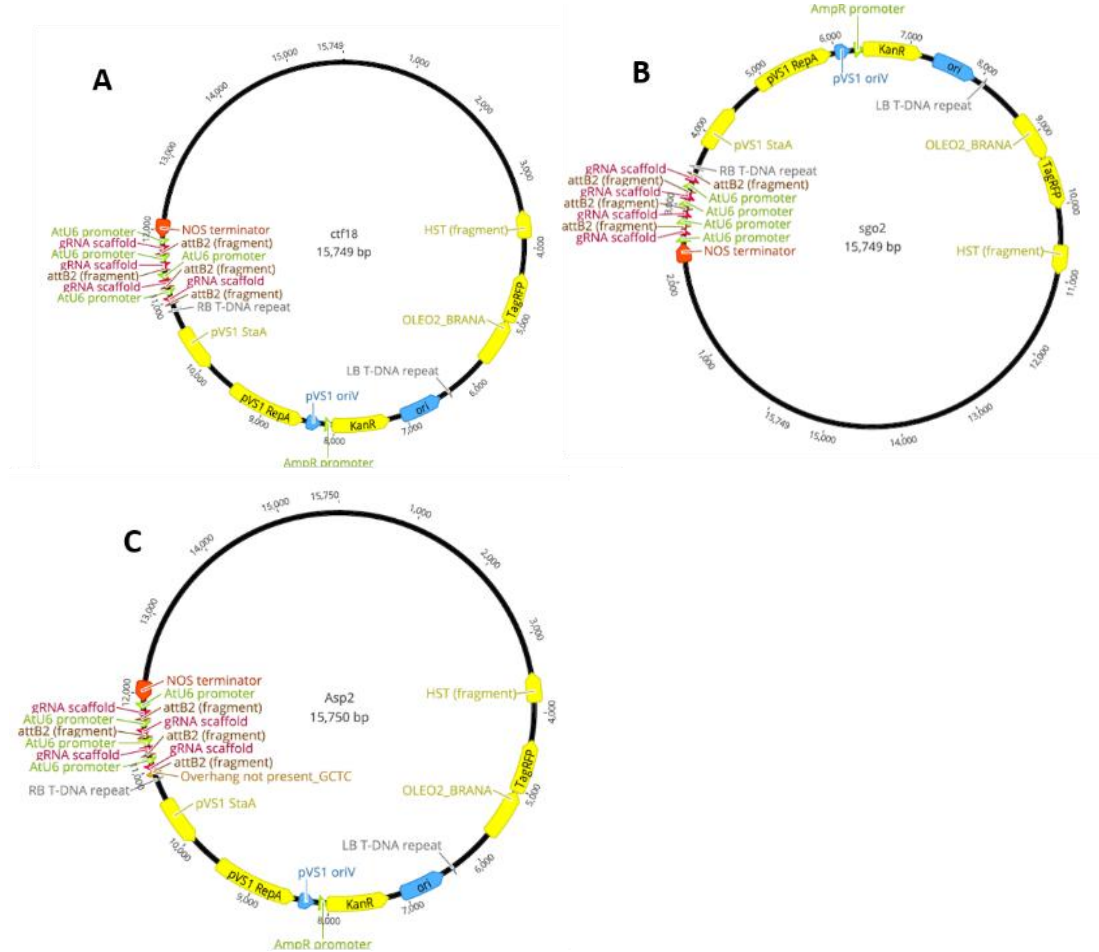 A
15,749
1,000
2,000
3,000
HST (fragment)
4,000
TagRFP
5,000
OLEO2_BRANA
6,000
LB T-DNA repeat
ori
7,000
KanR
8,000
AmpR promoter
pVS1 oriV
pVS1 RepA
9,000
pVS1 StaA
10,000
RB T-DNA repeat
attB2 (fragment)
gRNA scaffold
attB2 (fragment)
AtU6 promoter
attB2 (fragment)
NOS terminator
AtU6 promoter
gRNA scaffold
AtU6 promoter
gRNA scaffold
attB2 (fragment)
gRNA scaffold
AtU6 promoter
12,000
13,000
14,000
15,000
ctf18
15,749 bp
B
AmpR promoter
6,000
KanR
7,000
pVS1 oriV
ori
8,000
LB T-DNA repeat
5,000
pVS1 RepA
4,000
pVS1 StaA
OLEO2_BRANA
9,000
TagRFP
10,000
HST (fragment)
11,000
12,000
13,000
14,000
15,000
15,749
1,000
2,000
3,000
gRNA scaffold
attB2 (fragment)
gRNA scaffold
attB2 (fragment)
gRNA scaffold
attB2 (fragment)
gRNA scaffold
RB T-DNA repeat
attB2 (fragment)
AtU6 promoter
AtU6 promoter
AtU6 promoter
AtU6 promoter
NOS terminator
sgo2
15,749 bp
C
15,750
1,000
2,000
3,000
HST (fragment)
4,000
TagRFP
5,000
OLEO2_BRANA
6,000
LB T-DNA repeat
ori
7,000
KanR
8,000
AmpR promoter
pVS1 oriV
pVS1 RepA
9,000
pVS1 StaA
10,000
11,000
12,000
13,000
14,000
15,000
NOS terminator
AtU6 promoter
attB2 (fragment)
gRNA scaffold
attB2 (fragment)
gRNA scaffold
attB2 (fragment)
Overhang not present_GCTC
gRNA scaffold
AtU6 promoter
attB2 (fragment)
AtU6 promoter
gRNA scaffold
AtU6 promoter
RB T-DNA repeat
Asp2
15,750 bp